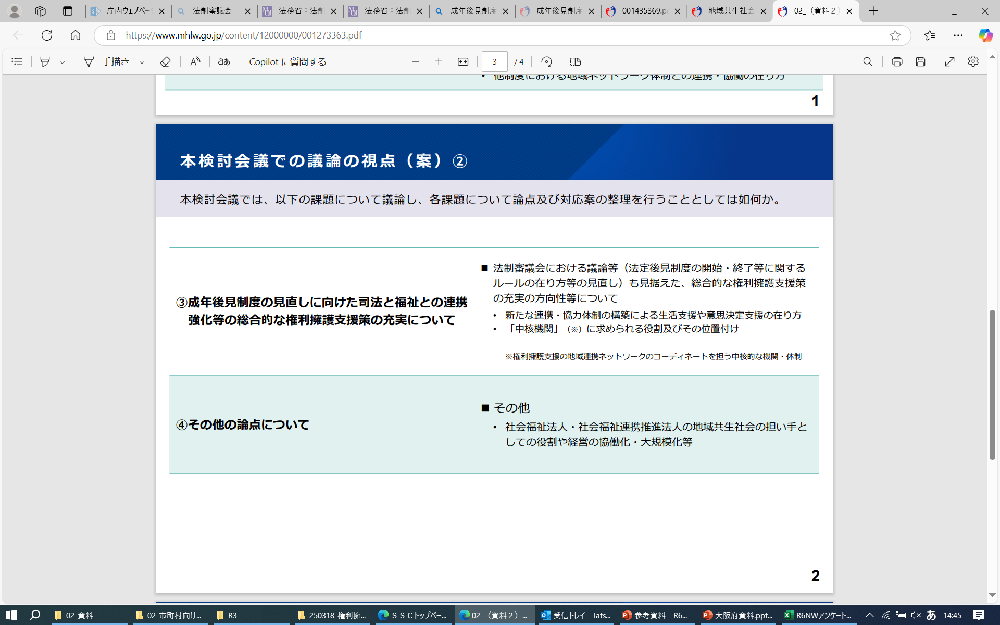 庁内ウェブペー
法制審議会 -
法務省：法制
法務省：法制
成年後見制度
成年後見制度
001435369.p
地域共生社会
02_（資料２）
https://www.mhlw.go.jp/content/12000000/001273363.pdf
手描き
aあ
Copilot に質問する
3 / 4
• 他制度における地域ネットワーク体制との連携・協働の在り方
1
本検討会議での議論の視点（案）②
本検討会議では、以下の課題について議論し、各課題について論点及び対応案の整理を行うこととしては如何か。
③成年後見制度の見直しに向けた司法と福祉との連携
強化等の総合的な権利擁護支援策の充実について
■ 法制審議会における議論等（法定後見制度の開始・終了等に関する
ルールの在り方等の見直し）も見据えた、総合的な権利擁護支援策
の充実の方向性等について
• 新たな連携・協力体制の構築による生活支援や意思決定支援の在り方
• 「中核機関」（※）に求められる役割及びその位置付け
※権利擁護支援の地域連携ネットワークのコーディネートを担う中核的な機関・体制
④その他の論点について
■ その他
• 社会福祉法人・社会福祉連携推進法人の地域共生社会の担い手と
しての役割や経営の協働化・大規模化等
2
02_資料
02_市町村向け...
R3
250318_権利擁...
ＳＳＣトップペー...
02_（資料２）...
受信トレイ - Tats...
参考資料 R6...
大阪府資料.ppt...
R6NWアンケート...
あ
14:45